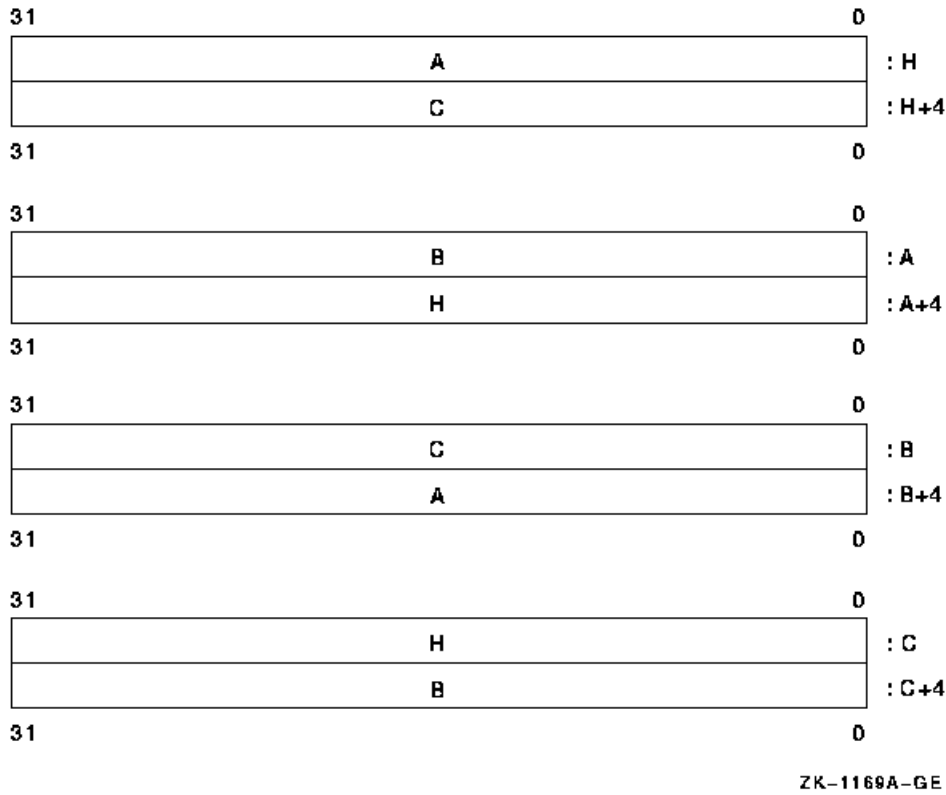 31 0
A : H
C : H+4
31 0
31 0
B : A
H : A+4
31 0
31 0
C : B
A : B+4
31 0
31 0
H : C
B : C+4
31 0
ZK–1169A–GE